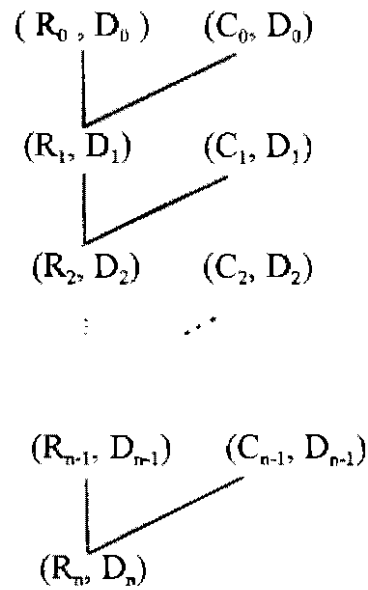 ( R₀ , D₀ ) (C₀, D₀)
(R₁, D₁) (C₁, D₁)
(R₂, D₂) (C₂, D₂)
⋮ ⋰
(Rₙ₋₁, Dₙ₋₁) (Cₙ₋₁, Dₙ₋₁)
(Rₙ, Dₙ)